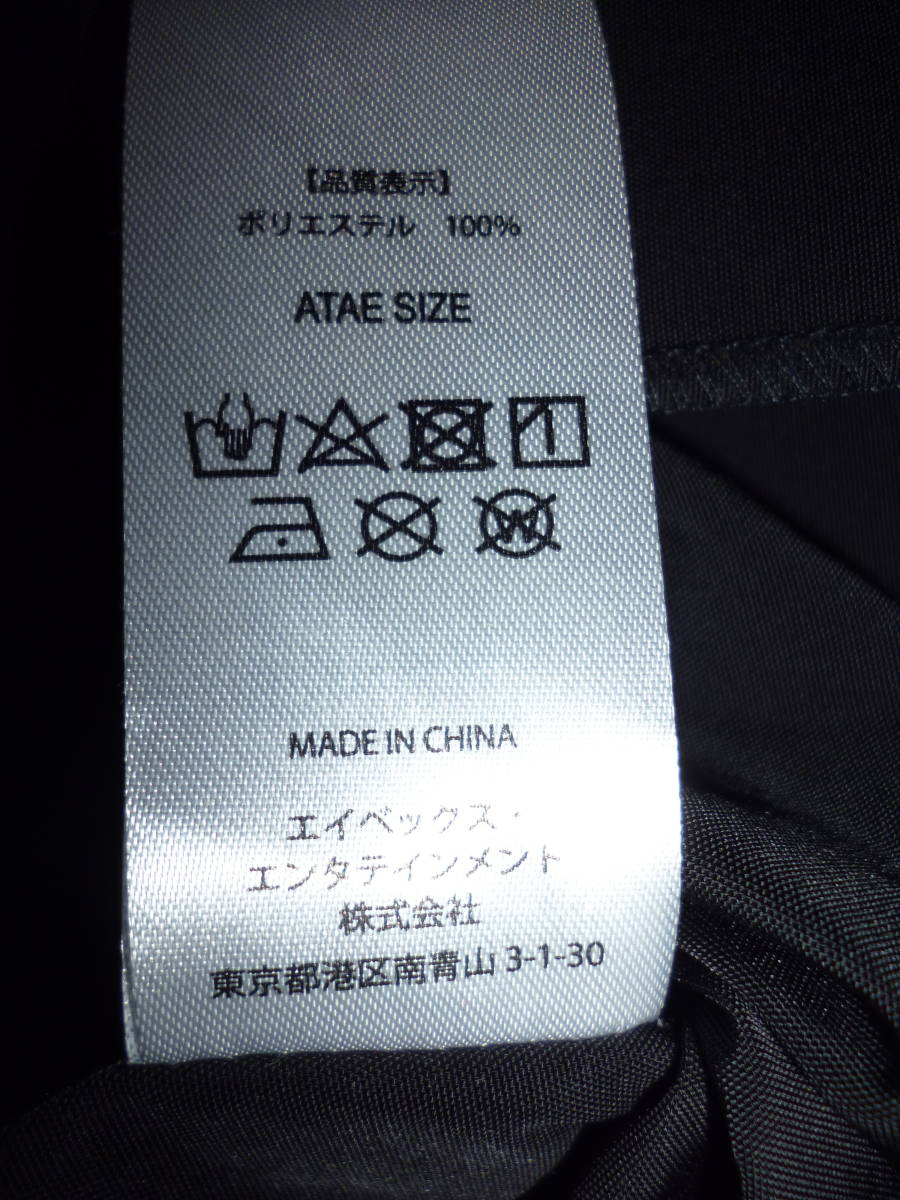 【品質表示】
ポリエステル 100%
ATAE SIZE
W
MADE IN CHINA
エイベックス・
エンタテインメント
株式会社
東京都港区南青山 3-1-30